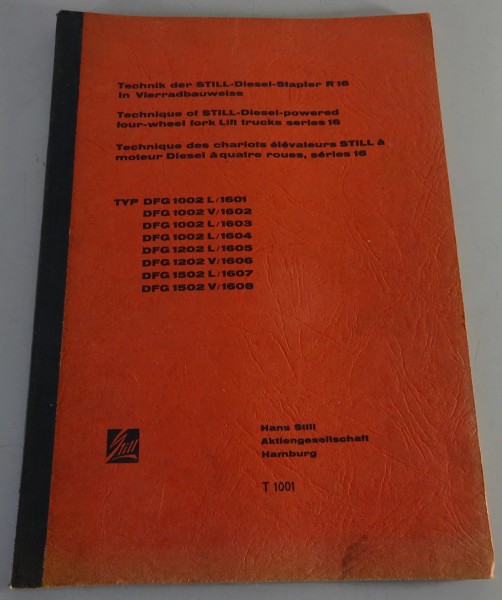 Technik der STILL-Diesel-Stapler R 16
in Vierradbauweise
Technique of STILL-Diesel-powered
four-wheel fork Lift trucks series 16
Technique des chariots élévateurs STILL à
moteur Diesel à quatre roues, séries 16
TYP DFG 1002 L/1601
DFG 1002 V/1602
DFG 1002 L/1603
DFG 1002 L/1604
DFG 1202 L/1605
DFG 1202 V/1606
DFG 1502 L/1607
DFG 1502 V/1608
Still
Hans Still
Aktiengesellschaft
Hamburg
T 1001